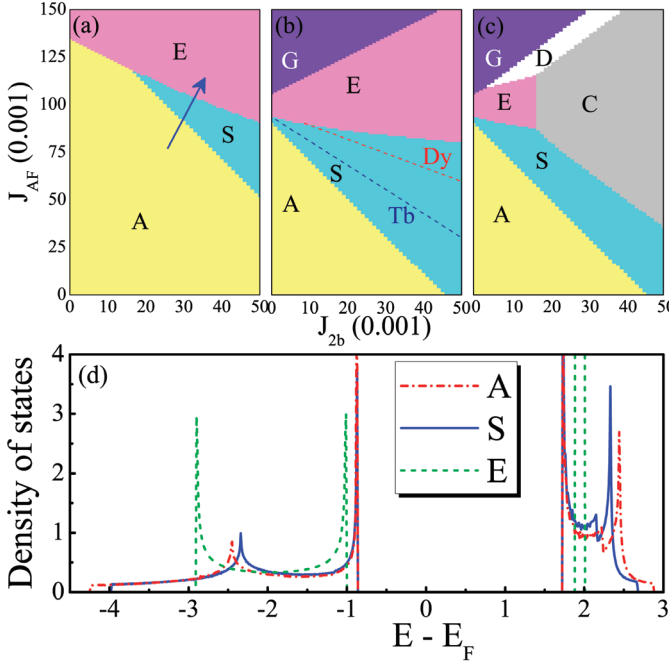 (a) (b) (c)
150
125
100
75
50
25
0
J_AF (0.001)
E
S
A
G
E
S
A
Dy
Tb
G
D
E
C
S
A
0 10 20 30 40 50 0 10 20 30 40 50 0 10 20 30 40 50
J_2b (0.001)
(d)
Density of states
4
3
2
1
0
A
S
E
-4 -3 -2 -1 0 1 2 3
E - E_F